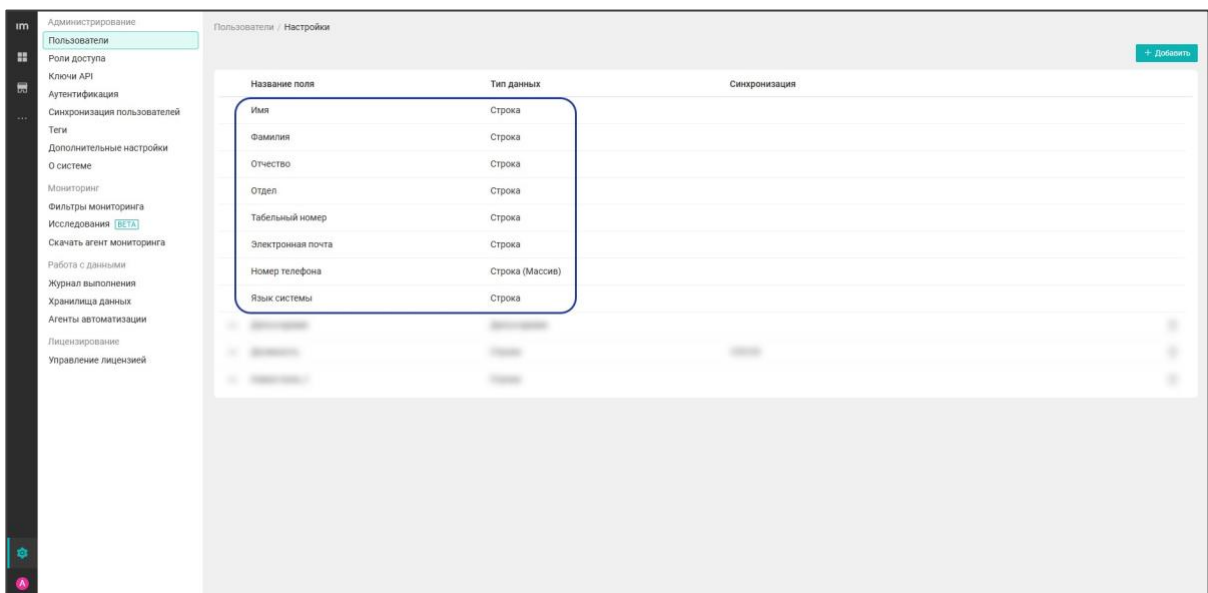 ım
Администрирование
Пользователи
Роли доступа
Ключи API
Аутентификация
Синхронизация пользователей
Теги
Дополнительные настройки
О системе
Мониторинг
Фильтры мониторинга
Исследования BETA
Скачать агент мониторинга
Работа с данными
Журнал выполнения
Хранилища данных
Агенты автоматизации
Лицензирование
Управление лицензией
A
Пользователи / Настройки
+ Добавить
Название поля Тип данных Синхронизация
Имя Строка
Фамилия Строка
Отчество Строка
Отдел Строка
Табельный номер Строка
Электронная почта Строка
Номер телефона Строка (Массив)
Язык системы Строка